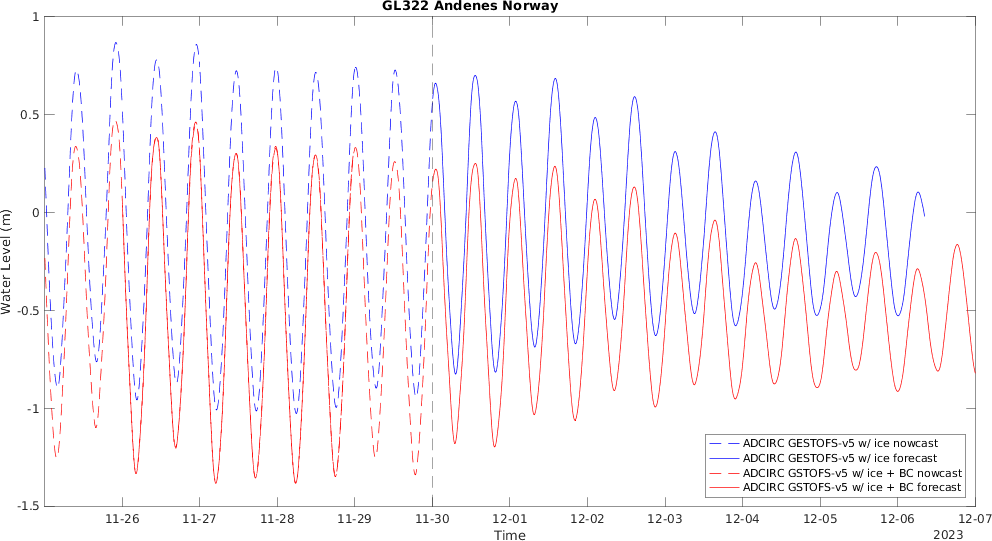 GL322 Andenes Norway
1
0.5
0
-0.5
-1
-1.5
Water Level (m)
ADCIRC GESTOFS-v5 w/ ice nowcast
ADCIRC GESTOFS-v5 w/ ice forecast
ADCIRC GSTOFS-v5 w/ ice + BC nowcast
ADCIRC GSTOFS-v5 w/ ice + BC forecast
11-26 11-27 11-28 11-29 11-30 12-01 12-02 12-03 12-04 12-05 12-06 12-07
Time
2023